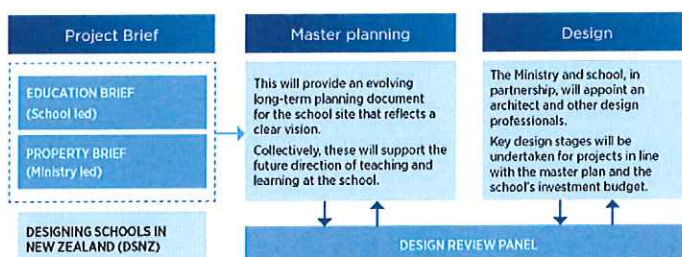 Project Brief
EDUCATION BRIEF
(School led)
PROPERTY BRIEF
(Ministry led)
DESIGNING SCHOOLS IN
NEW ZEALAND (DSNZ)
Master planning
This will provide an evolving
long-term planning document
for the school site that reflects a
clear vision.
Collectively, these will support the
future direction of teaching and
learning at the school.
Design
The Ministry and school, in
partnership, will appoint an
architect and other design
professionals.
Key design stages will be
undertaken for projects in line
with the master plan and the
school's investment budget.
DESIGN REVIEW PANEL